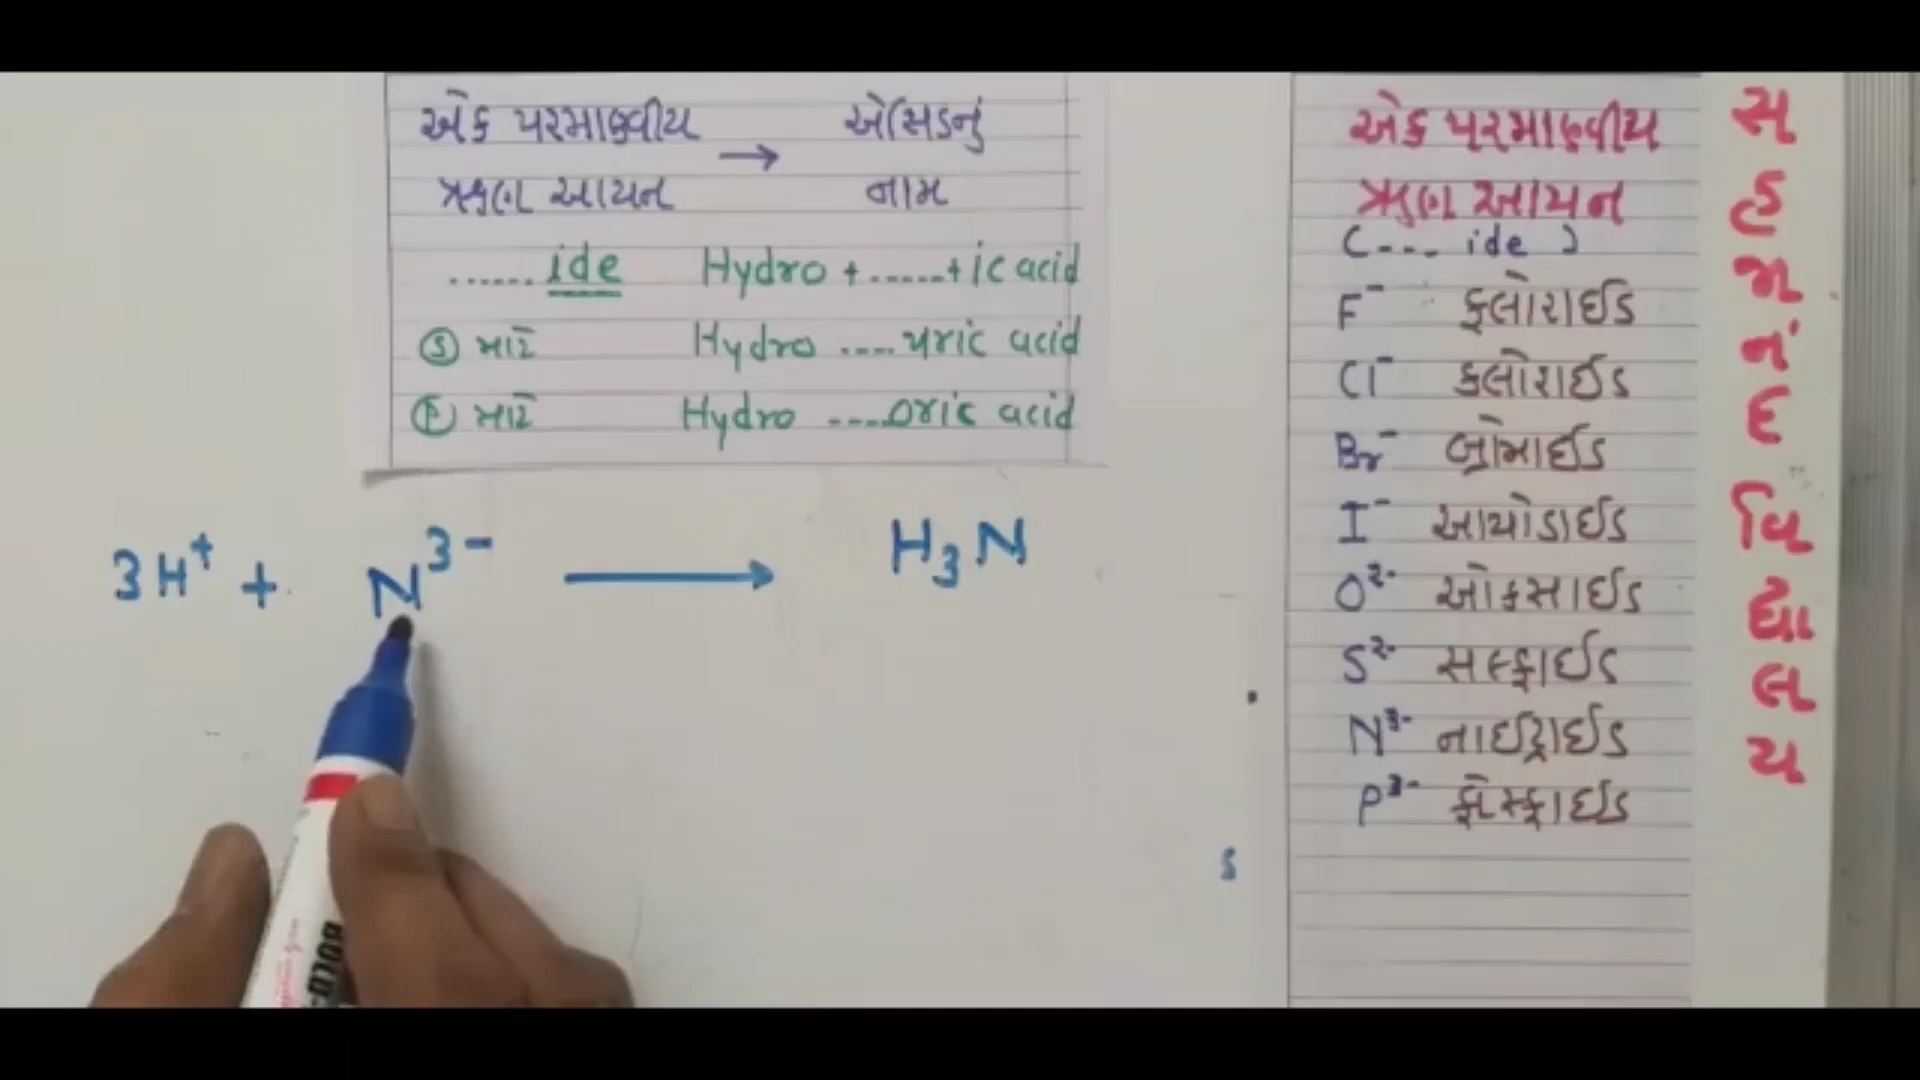 એક પરમાણ્વીય → એસિડનું
ઋણ આયન નામ
...... ide Hydro + ...... + ic acid
Ⓢ માટે Hydro .... uric acid
Ⓟ માટે Hydro .... oric acid
3H⁺ + N³⁻ → H₃N
એક પરમાણ્વીય
ઋણ આયન
(--- ide )
F⁻ ફ્લોરાઈડ
Cl⁻ ક્લોરાઈડ
Br⁻ બ્રોમાઈડ
I⁻ આયોડાઈડ
O²⁻ ઓક્સાઈડ
S²⁻ સલ્ફાઈડ
N³⁻ નાઈટ્રાઈડ
P³⁻ ફોસ્ફાઈડ
સ
હ
જા
નં
દ
વિ
દ્યા
લ
ય